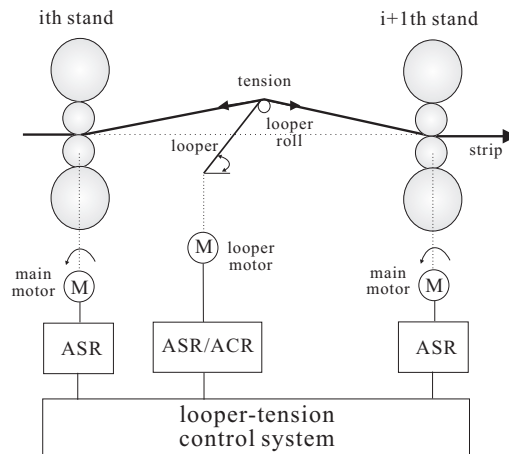 ith stand
i+1th stand
tension
looper
roll
looper
strip
M
looper
motor
main
motor
M
main
motor
M
ASR
ASR/ACR
ASR
looper-tension
control system